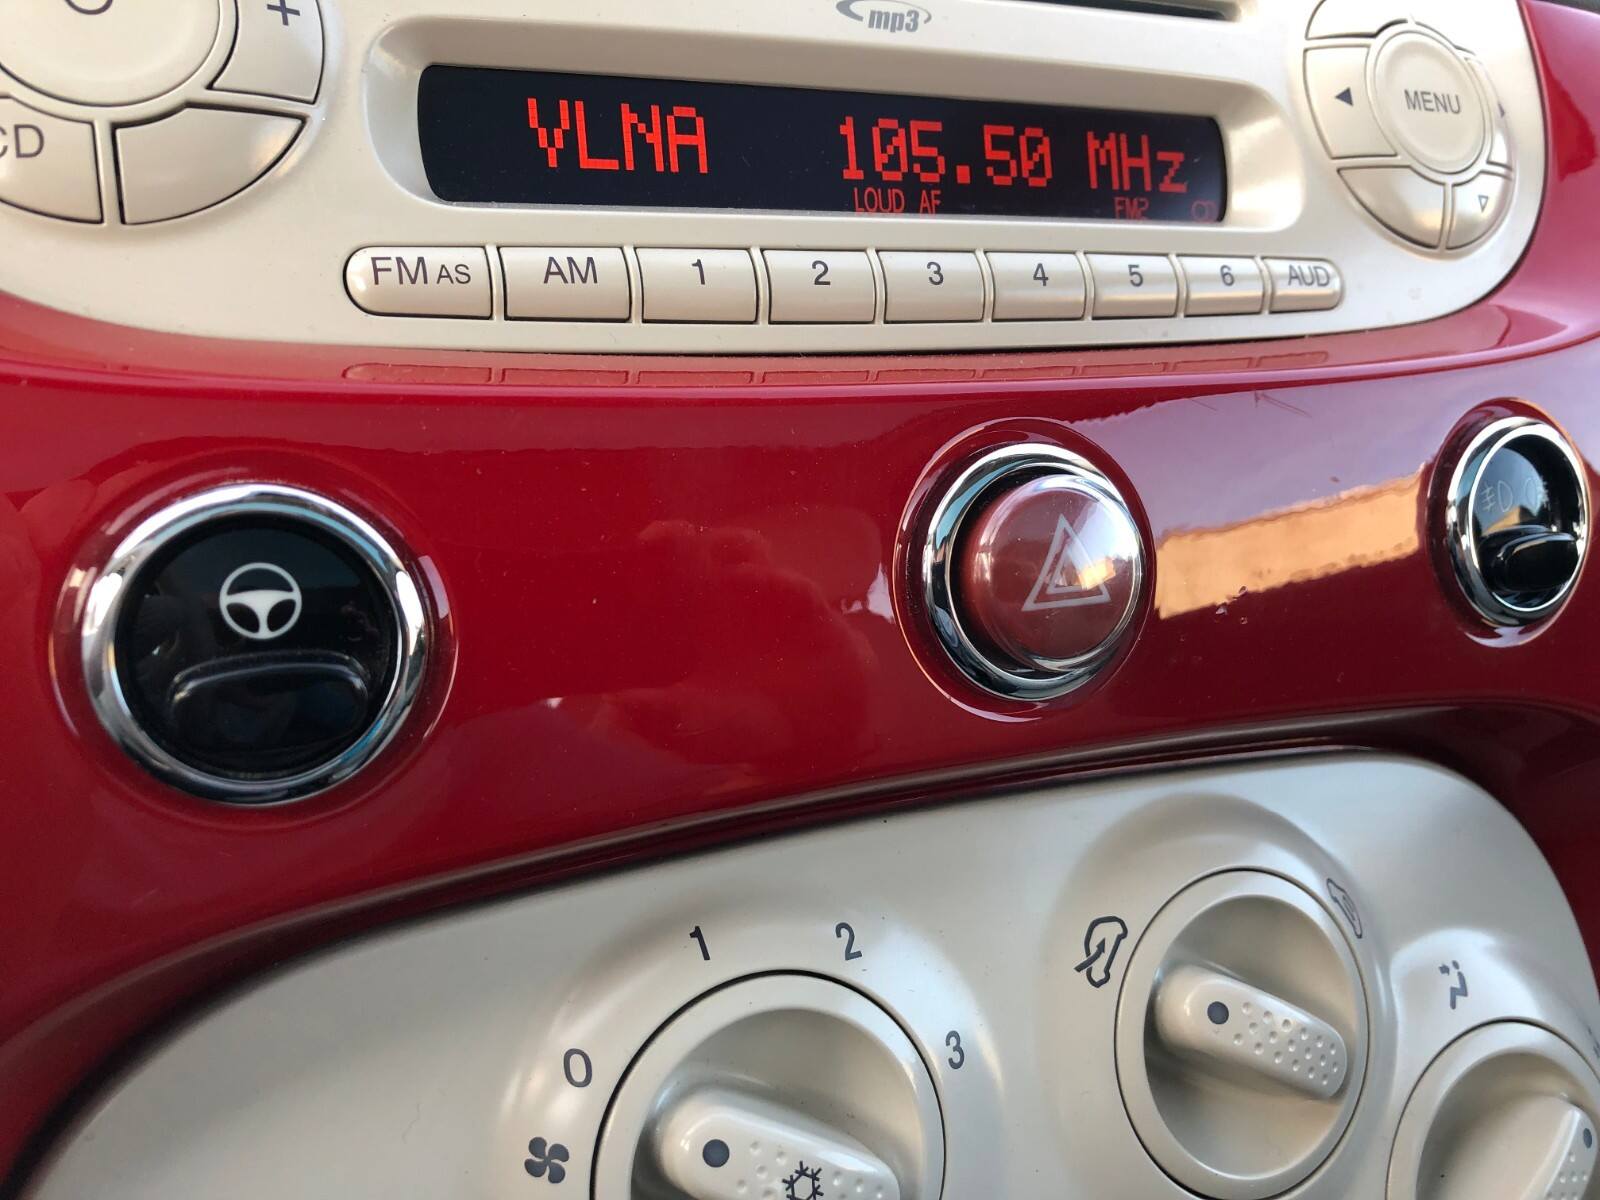 mp3
+
CD
VLNA 105.50 MHz
LOUD AF FM2
MENU
FM AS AM 1 2 3 4 5 6 AUD
1 2
0 3